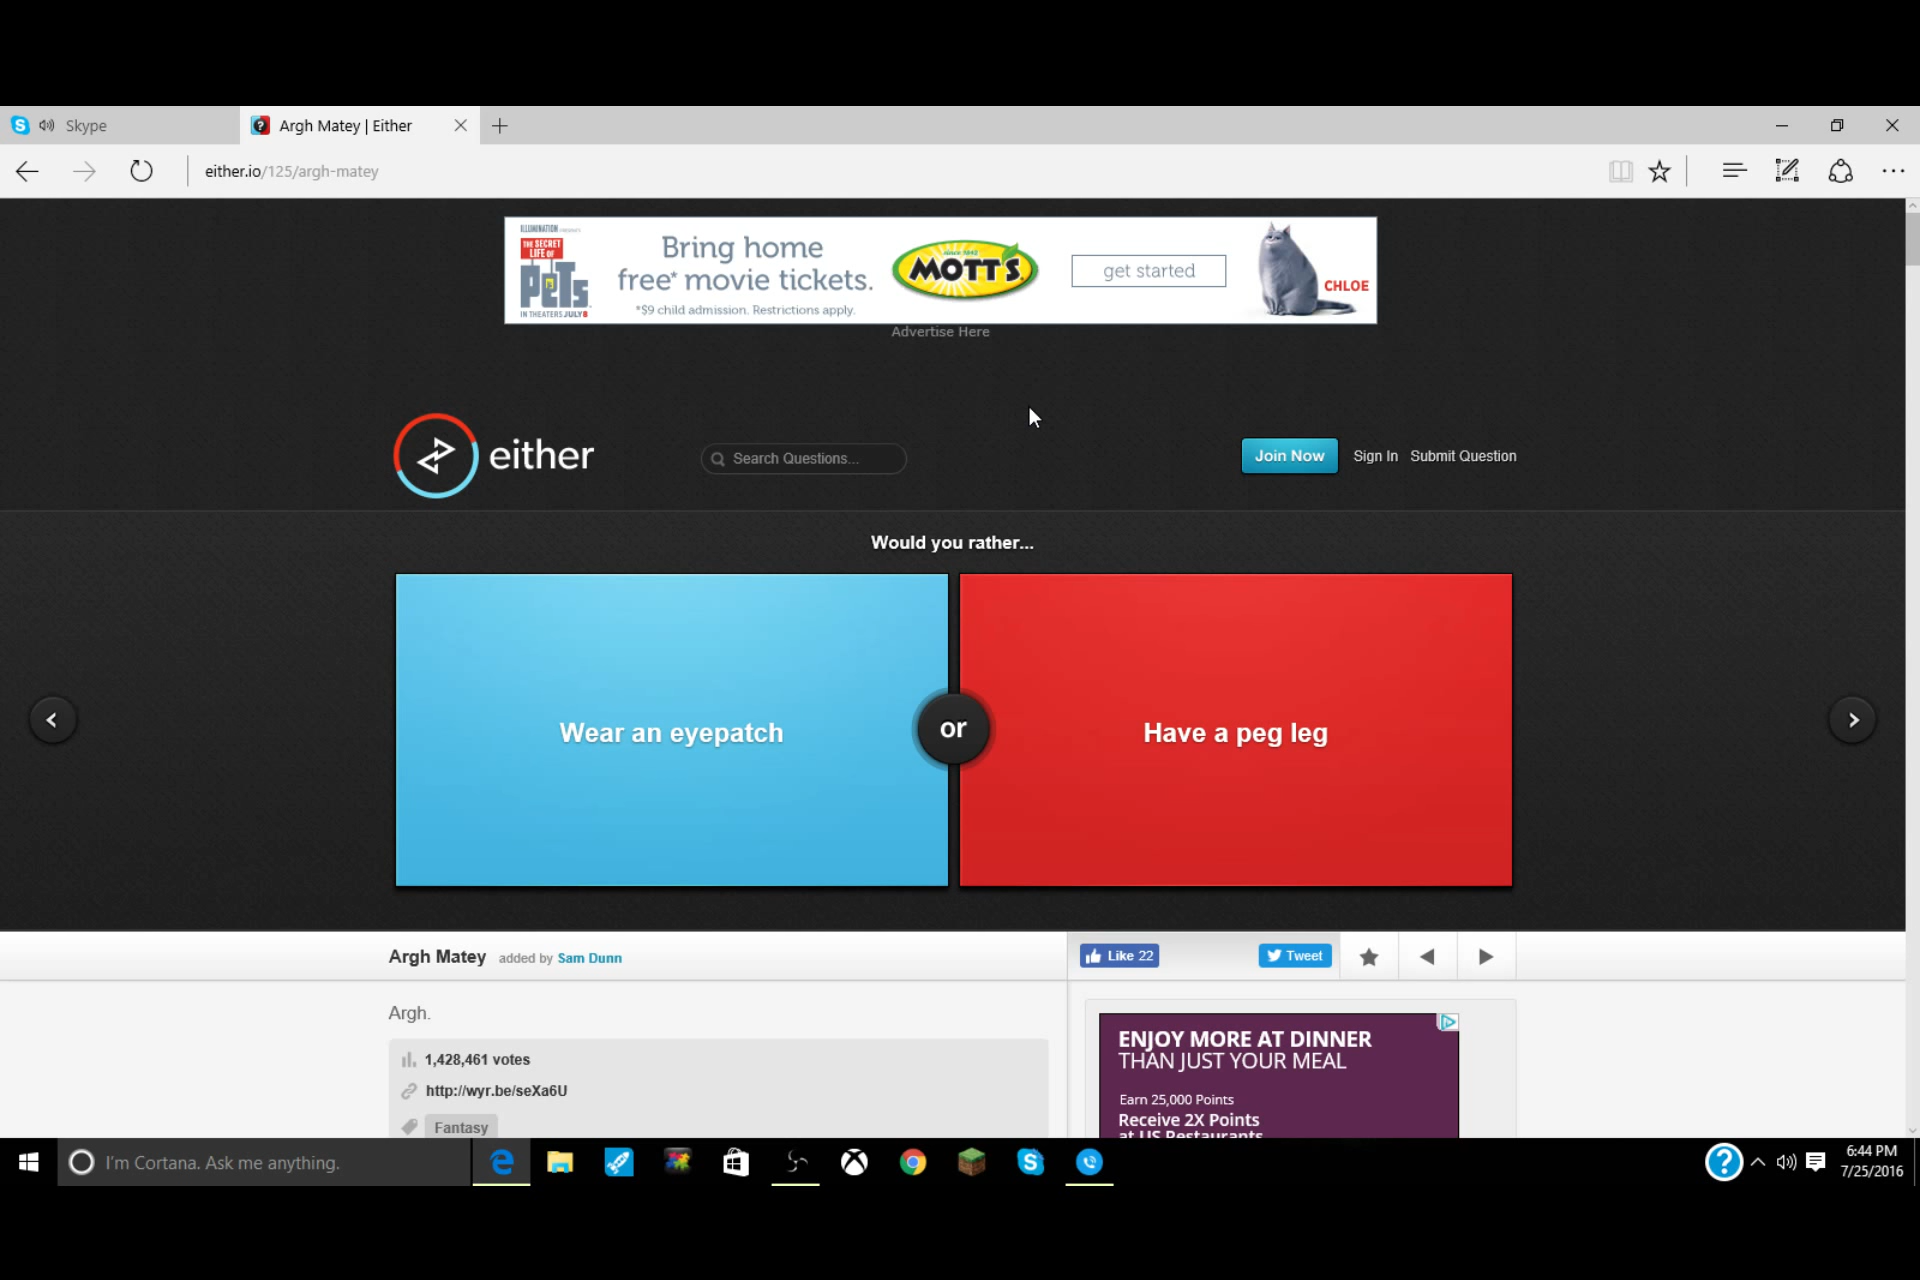 Skype
Argh Matey | Either
either.io/125/argh-matey
ILLUMINATION
THE SECRET
LIFE OF
PETS
IN THEATERS JULY 8
Bring home
free* movie tickets.
*$9 child admission. Restrictions apply.
MOTT'S
get started
CHLOE
Advertise Here
either
Search Questions...
Join Now
Sign In
Submit Question
Would you rather...
Wear an eyepatch
or
Have a peg leg
Argh Matey added by Sam Dunn
Like 22
Tweet
Argh.
1,428,461 votes
http://wyr.be/seXa6U
Fantasy
ENJOY MORE AT DINNER
THAN JUST YOUR MEAL
Earn 25,000 Points
Receive 2X Points
at US Restaurants
I'm Cortana. Ask me anything.
6:44 PM
7/25/2016